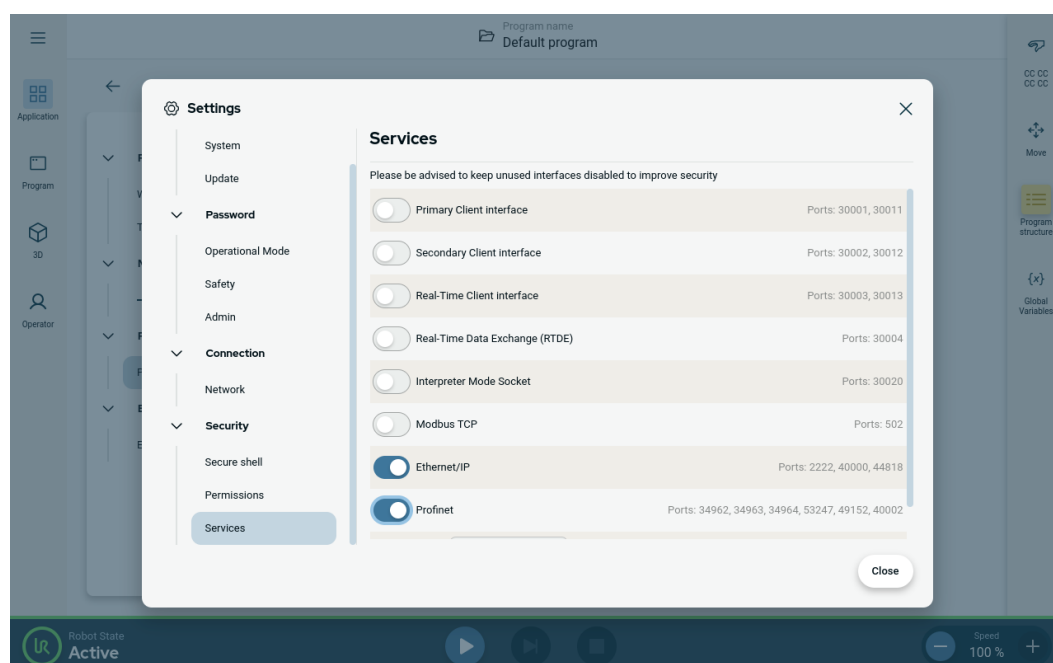 Program name
Default program
Application
Program
3D
Operator
CC CC
CC CC
Move
Program
structure
{x}
Global
Variables
Settings
System
Update
Password
Operational Mode
Safety
Admin
Connection
Network
Security
Secure shell
Permissions
Services
Services
Please be advised to keep unused interfaces disabled to improve security
Primary Client interface Ports: 30001, 30011
Secondary Client interface Ports: 30002, 30012
Real-Time Client interface Ports: 30003, 30013
Real-Time Data Exchange (RTDE) Ports: 30004
Interpreter Mode Socket Ports: 30020
Modbus TCP Ports: 502
Ethernet/IP Ports: 2222, 40000, 44818
Profinet Ports: 34962, 34963, 34964, 53247, 49152, 40002
Close
UR
Robot State
Active
Speed
100 %